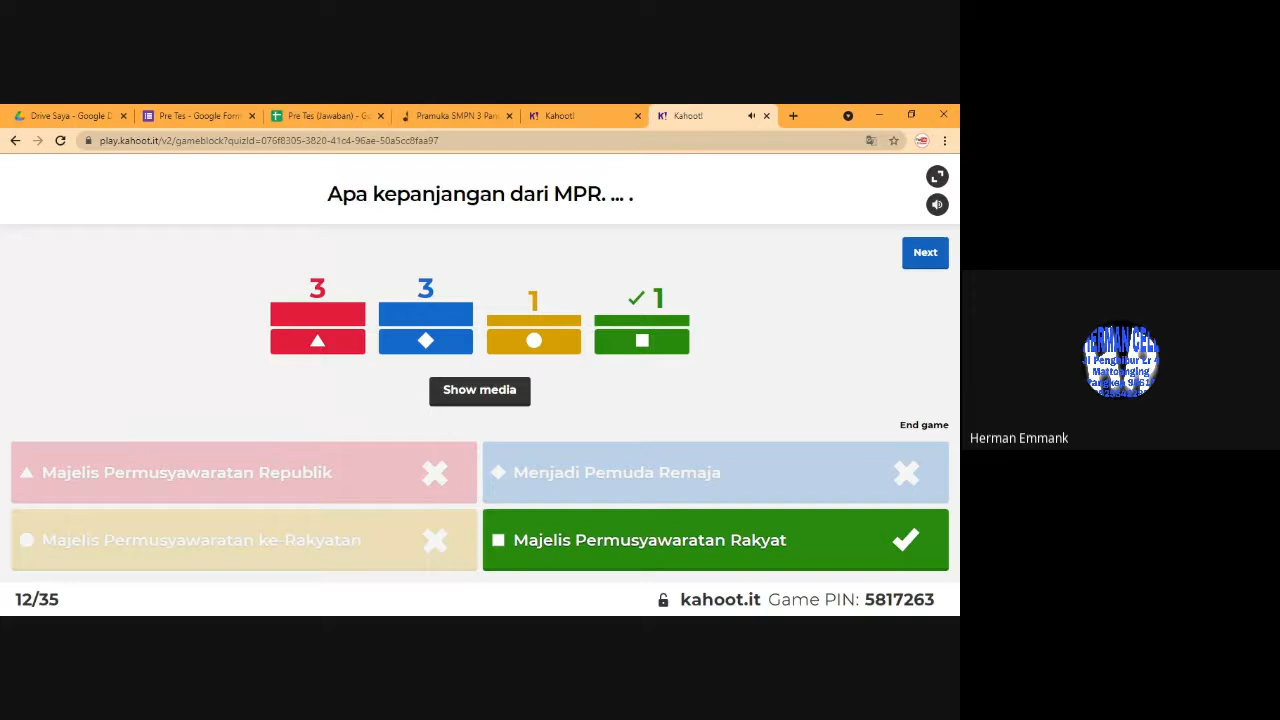 Drive Saya - Google D
Pre Tes - Google Form
Pre Tes (Jawaban) - G
Pramuka SMPN 3 Pan
Kahoot!
Kahoot!
play.kahoot.it/v2/gameblock?quizId=076f8305-3820-41c4-96ae-50a5cc8faa97
Apa kepanjangan dari MPR. ... .
Next
3
3
1
1
Show media
End game
Majelis Permusyawaratan Republik
Menjadi Pemuda Remaja
Majelis Permusyawaratan ke-Rakyatan
Majelis Permusyawaratan Rakyat
12/35
kahoot.it Game PIN: 5817263
HERMAN CELL
Mattoanging
Herman Emmank